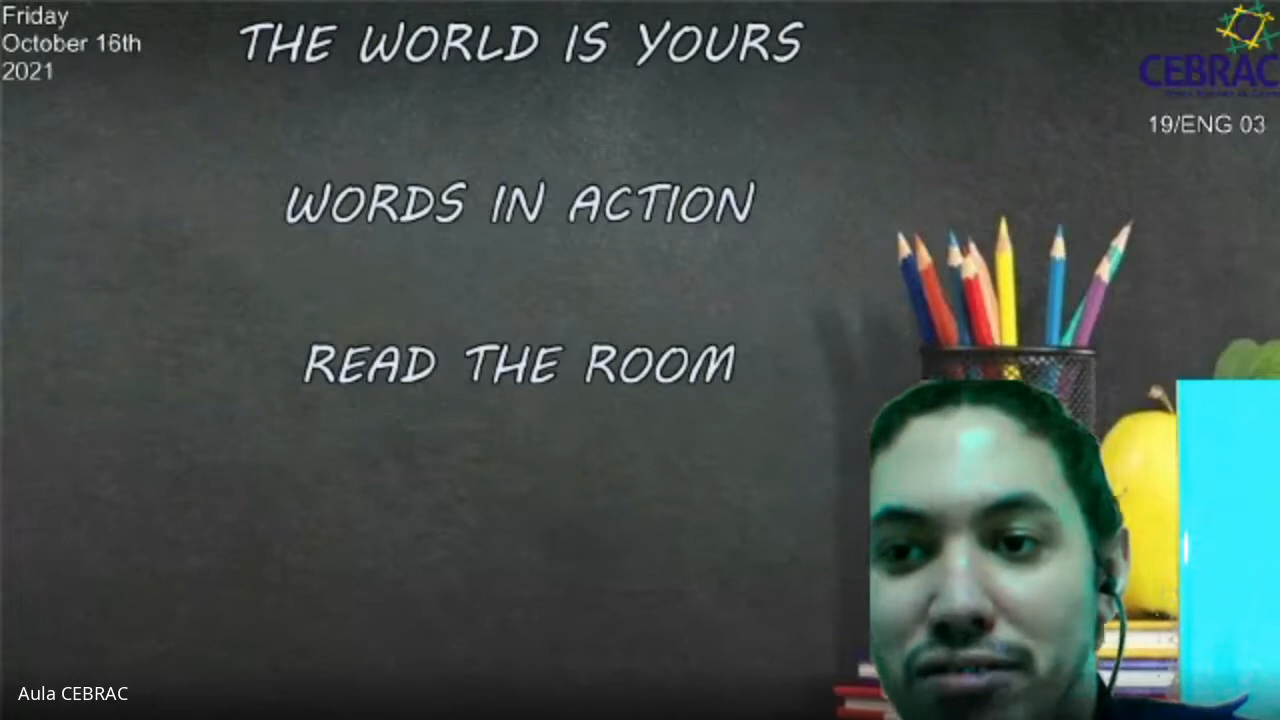 Friday
October 16th
2021
THE WORLD IS YOURS
CEBRAC
19/ENG 03
WORDS IN ACTION
READ THE ROOM
Aula CEBRAC